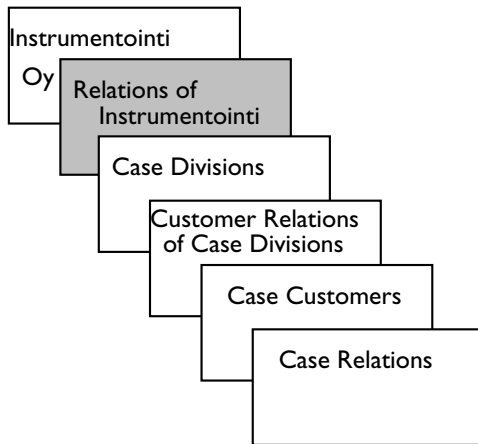 Instrumentointi
Oy
Relations of
Instrumentointi
Case Divisions
Customer Relations
of Case Divisions
Case Customers
Case Relations